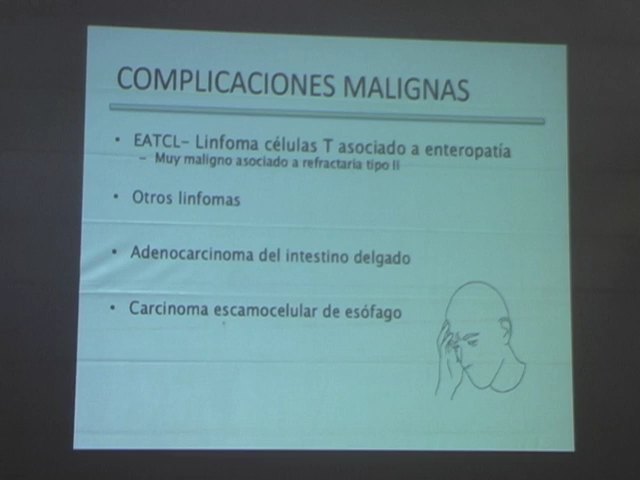 COMPLICACIONES MALIGNAS
• EATCL- Linfoma células T asociado a enteropatía
– Muy maligno asociado a refractaria tipo II
• Otros linfomas
• Adenocarcinoma del intestino delgado
• Carcinoma escamocelular de esófago